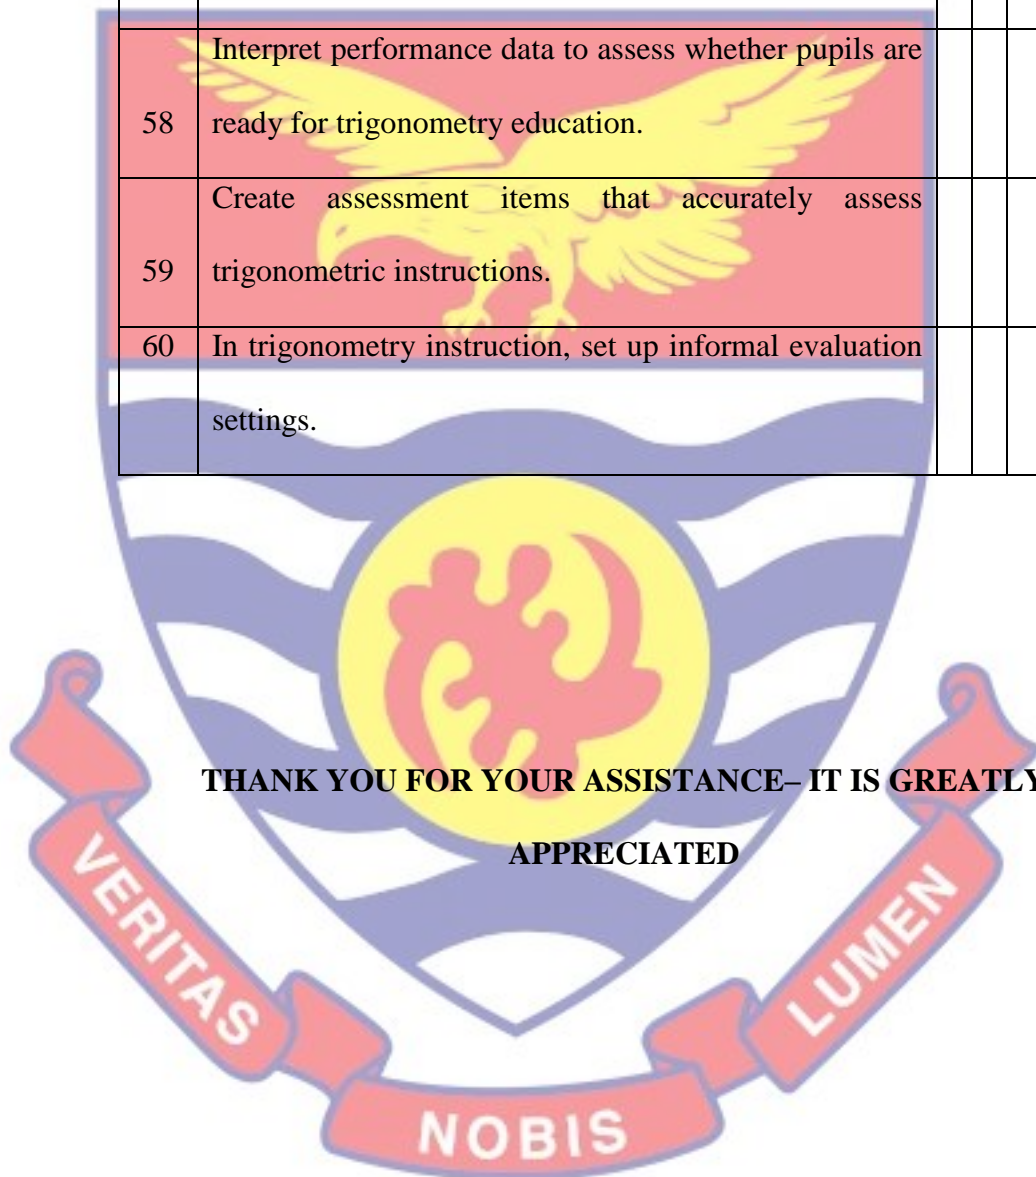 Interpret performance data to assess whether pupils are
58 ready for trigonometry education.
Create assessment items that accurately assess
59 trigonometric instructions.
60 In trigonometry instruction, set up informal evaluation
settings.
THANK YOU FOR YOUR ASSISTANCE– IT IS GREATLY
APPRECIATED
VERITAS
NOBIS
LUMEN